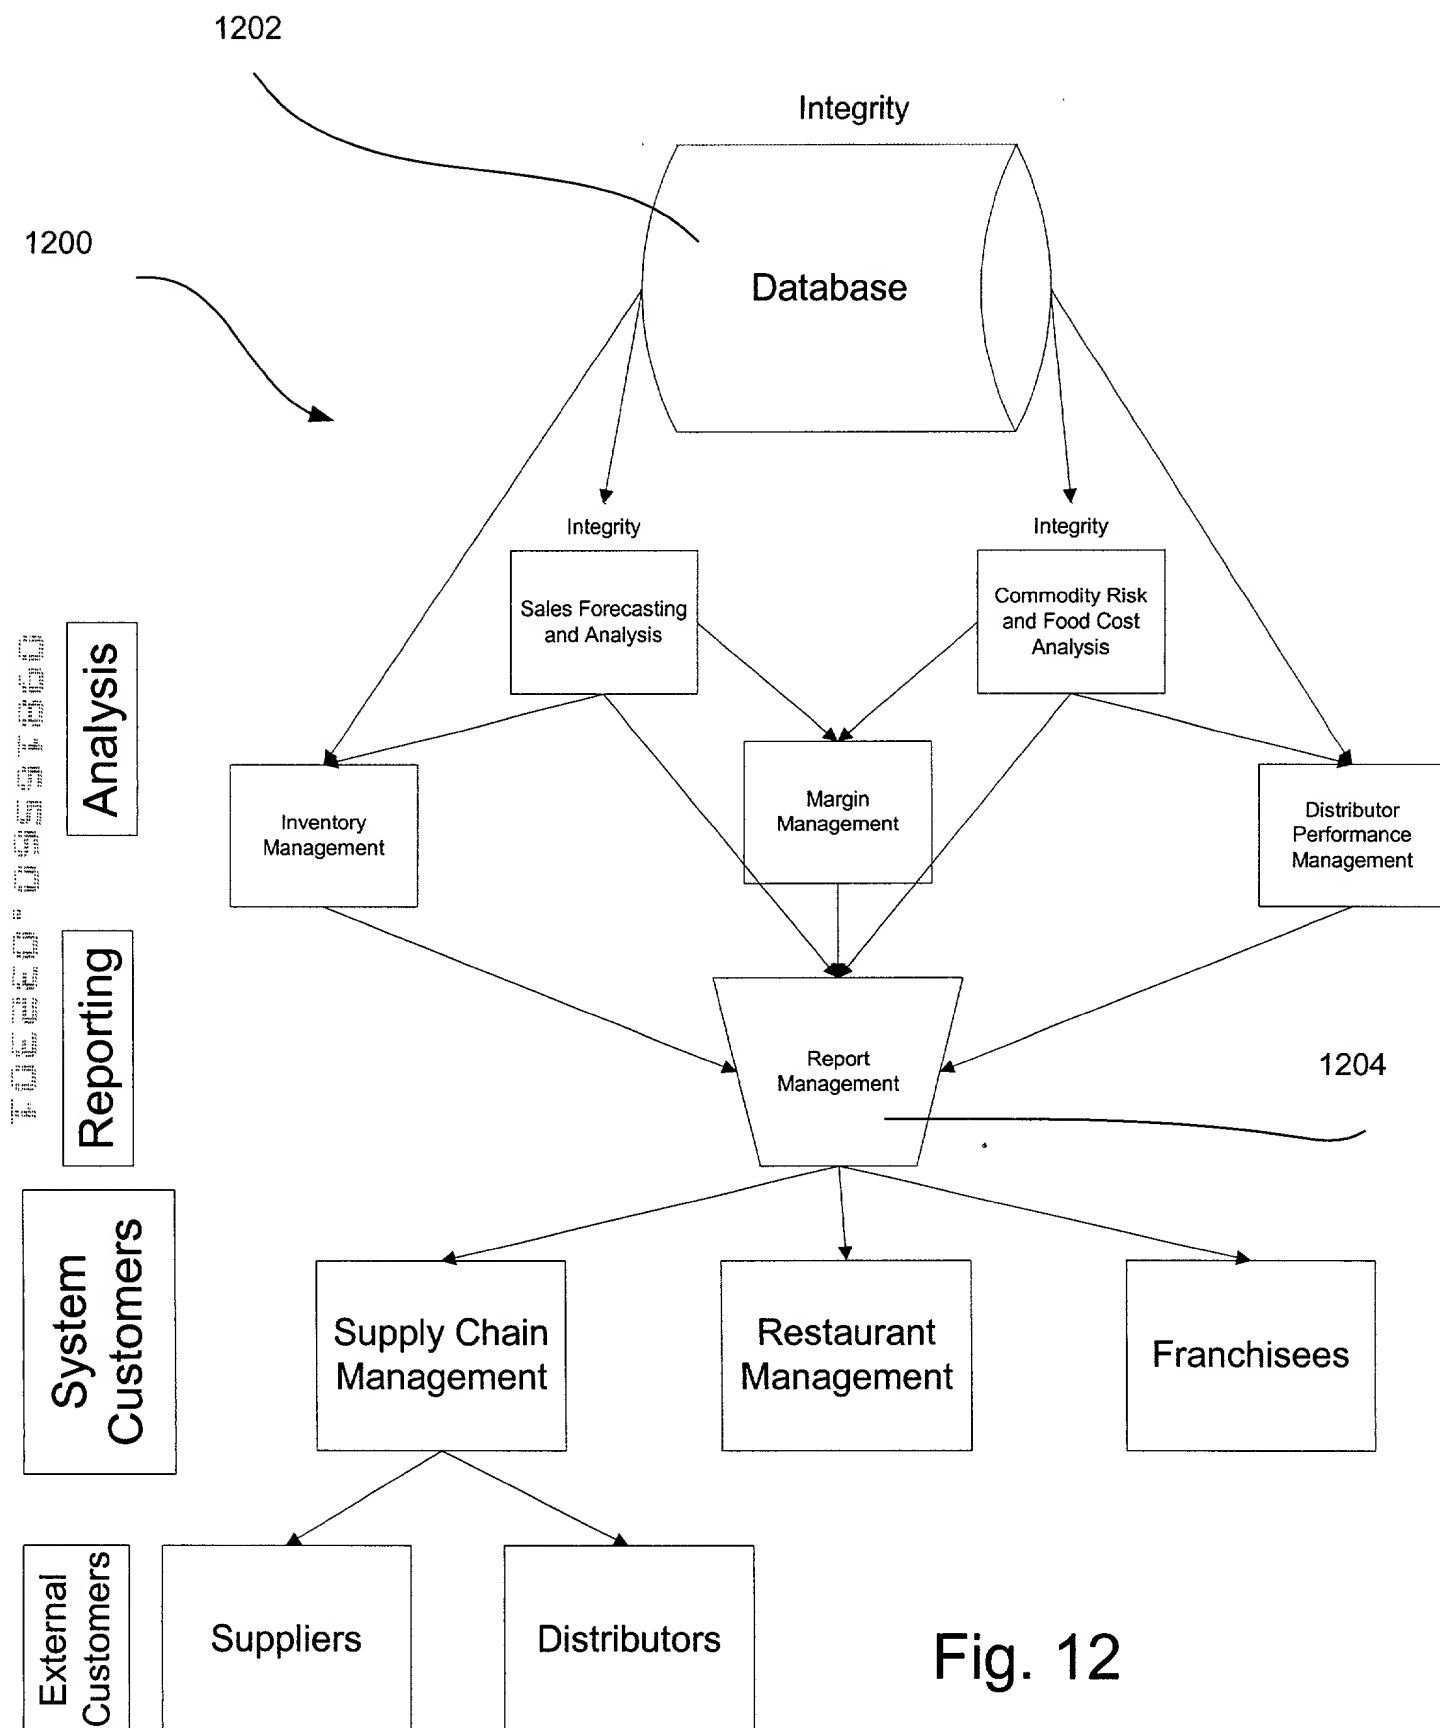 1202
Integrity
1200
Database
Integrity
Integrity
Sales Forecasting
and Analysis
Commodity Risk
and Food Cost
Analysis
Analysis
Inventory
Management
Margin
Management
Distributor
Performance
Management
Reporting
Report
Management
1204
System
Customers
Supply Chain
Management
Restaurant
Management
Franchisees
External
Customers
Suppliers
Distributors
Fig. 12